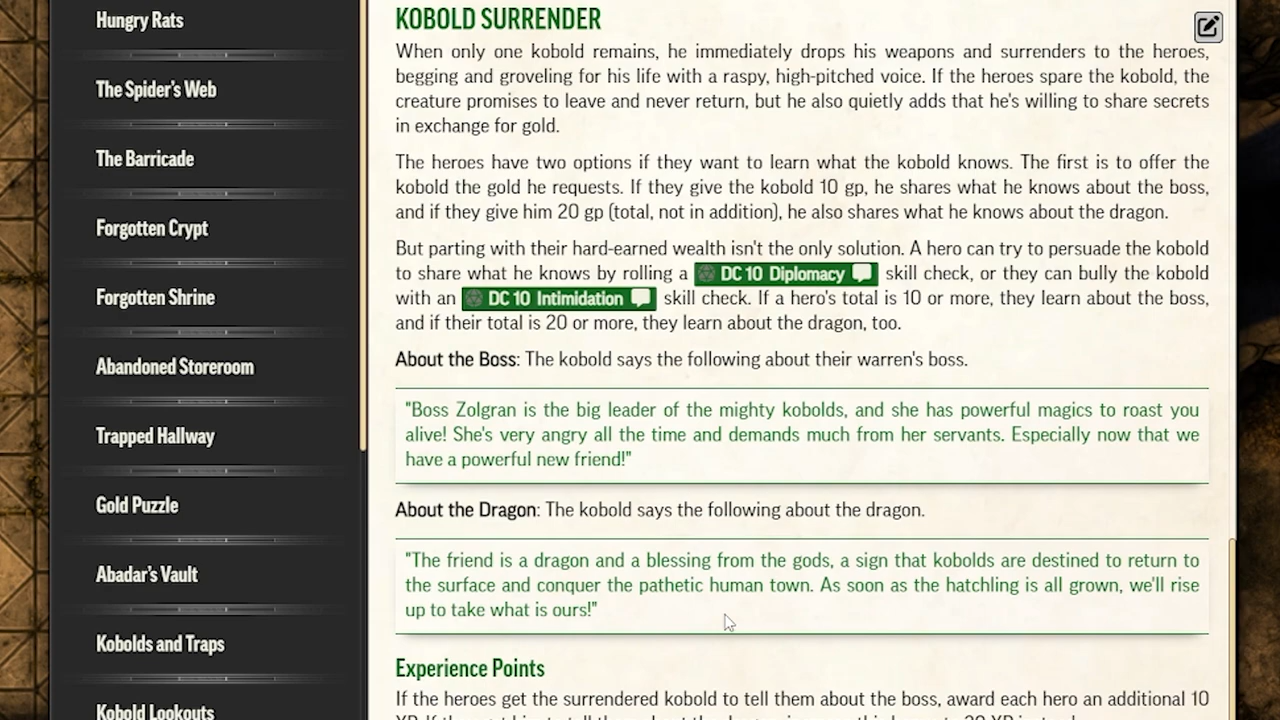 Hungry Rats
The Spider's Web
The Barricade
Forgotten Crypt
Forgotten Shrine
Abandoned Storeroom
Trapped Hallway
Gold Puzzle
Abadar's Vault
Kobolds and Traps
Kobold Lookouts
KOBOLD SURRENDER
When only one kobold remains, he immediately drops his weapons and surrenders to the heroes,
begging and groveling for his life with a raspy, high-pitched voice. If the heroes spare the kobold, the
creature promises to leave and never return, but he also quietly adds that he's willing to share secrets
in exchange for gold.
The heroes have two options if they want to learn what the kobold knows. The first is to offer the
kobold the gold he requests. If they give the kobold 10 gp, he shares what he knows about the boss,
and if they give him 20 gp (total, not in addition), he also shares what he knows about the dragon.
But parting with their hard-earned wealth isn't the only solution. A hero can try to persuade the kobold
to share what he knows by rolling a DC 10 Diplomacy skill check, or they can bully the kobold
with an DC 10 Intimidation skill check. If a hero's total is 10 or more, they learn about the boss,
and if their total is 20 or more, they learn about the dragon, too.
About the Boss: The kobold says the following about their warren's boss.
"Boss Zolgran is the big leader of the mighty kobolds, and she has powerful magics to roast you
alive! She's very angry all the time and demands much from her servants. Especially now that we
have a powerful new friend!"
About the Dragon: The kobold says the following about the dragon.
"The friend is a dragon and a blessing from the gods, a sign that kobolds are destined to return to
the surface and conquer the pathetic human town. As soon as the hatchling is all grown, we'll rise
up to take what is ours!"
Experience Points
If the heroes get the surrendered kobold to tell them about the boss, award each hero an additional 10